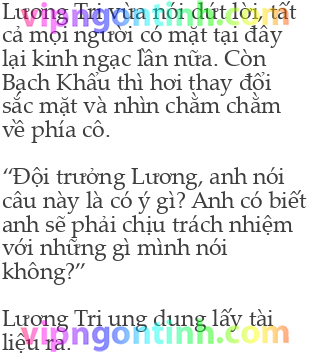 Lương Trị vừa nói dứt lời, tất
cả mọi người có mặt tại đây
lại kinh ngạc lần nữa. Còn
Bạch Khẩu thì hơi thay đổi
sắc mặt và nhìn chằm chằm
về phía cô.
“Đội trưởng Lương, anh nói
câu này là có ý gì? Anh có biết
anh sẽ phải chịu trách nhiệm
với những gì mình nói
không?”
Lương Trị ung dung lấy tài
liệu ra.
vipngontinh.com
vipngontinh.com